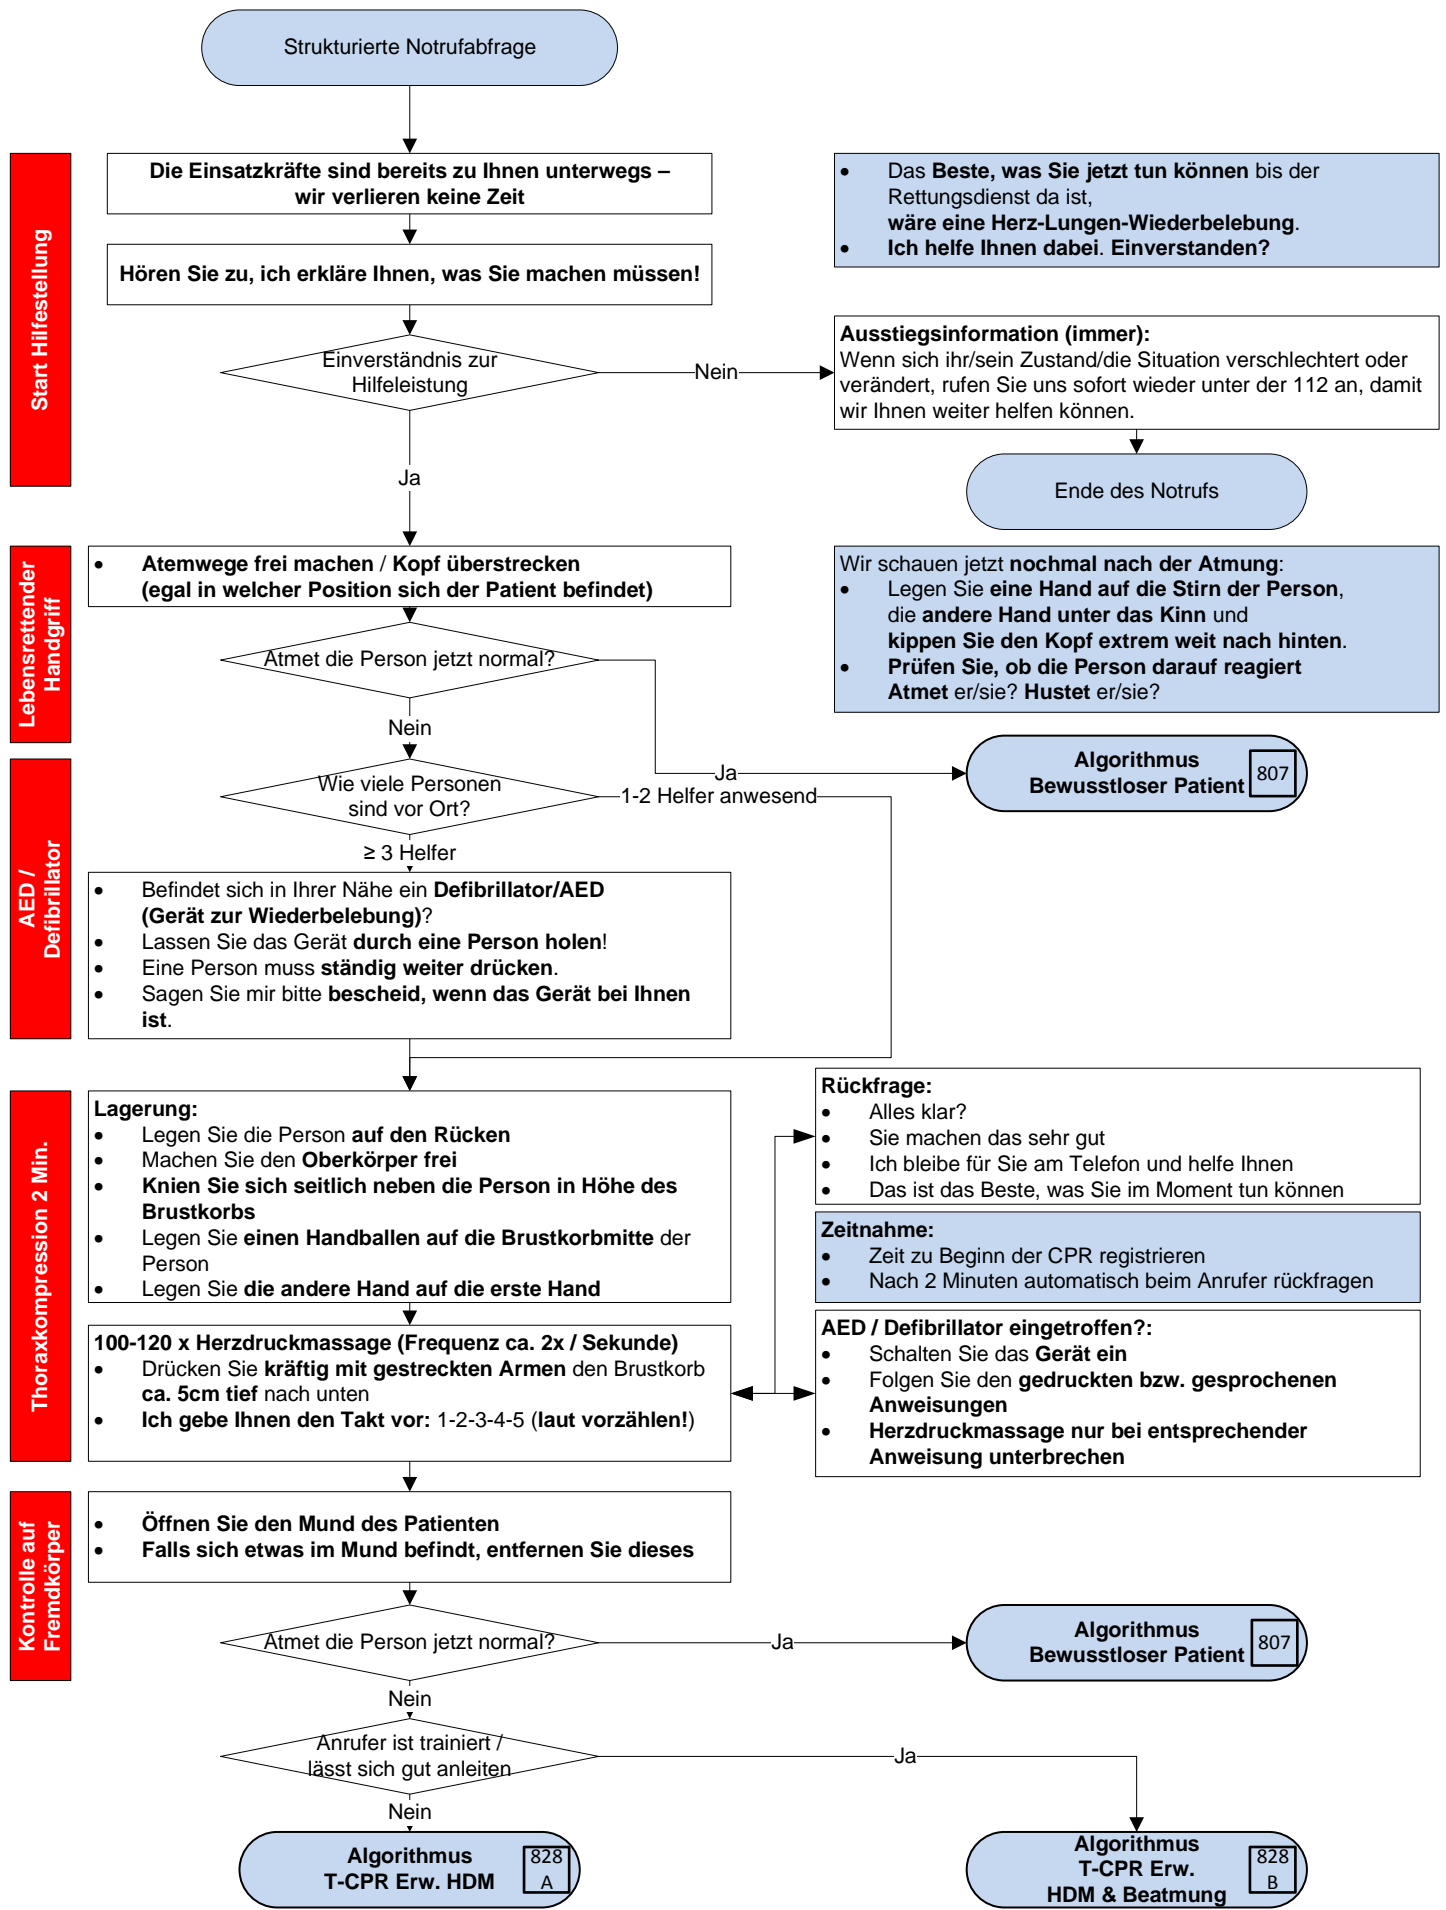 Strukturierte Notrufabfrage
Start Hilfestellung
Die Einsatzkräfte sind bereits zu Ihnen unterwegs –
wir verlieren keine Zeit
Hören Sie zu, ich erkläre Ihnen, was Sie machen müssen!
• Das Beste, was Sie jetzt tun können bis der
Rettungsdienst da ist,
wäre eine Herz-Lungen-Wiederbelebung.
• Ich helfe Ihnen dabei. Einverstanden?
Einverständnis zur
Hilfeleistung
Nein
Ausstiegsinformation (immer):
Wenn sich ihr/sein Zustand/die Situation verschlechtert oder
verändert, rufen Sie uns sofort wieder unter der 112 an, damit
wir Ihnen weiter helfen können.
Ja
Ende des Notrufs
Lebensrettender
Handgriff
• Atemwege frei machen / Kopf überstrecken
(egal in welcher Position sich der Patient befindet)
Wir schauen jetzt nochmal nach der Atmung:
• Legen Sie eine Hand auf die Stirn der Person,
die andere Hand unter das Kinn und
kippen Sie den Kopf extrem weit nach hinten.
• Prüfen Sie, ob die Person darauf reagiert
Atmet er/sie? Hustet er/sie?
Atmet die Person jetzt normal?
Nein
Ja
Algorithmus
Bewusstloser Patient
807
AED /
Defibrillator
Wie viele Personen
sind vor Ort?
1-2 Helfer anwesend
≥ 3 Helfer
• Befindet sich in Ihrer Nähe ein Defibrillator/AED
(Gerät zur Wiederbelebung)?
• Lassen Sie das Gerät durch eine Person holen!
• Eine Person muss ständig weiter drücken.
• Sagen Sie mir bitte bescheid, wenn das Gerät bei Ihnen
ist.
Thoraxkompression 2 Min.
Lagerung:
• Legen Sie die Person auf den Rücken
• Machen Sie den Oberkörper frei
• Knien Sie sich seitlich neben die Person in Höhe des
Brustkorbs
• Legen Sie einen Handballen auf die Brustkorbmitte der
Person
• Legen Sie die andere Hand auf die erste Hand
100-120 x Herzdruckmassage (Frequenz ca. 2x / Sekunde)
• Drücken Sie kräftig mit gestreckten Armen den Brustkorb
ca. 5cm tief nach unten
• Ich gebe Ihnen den Takt vor: 1-2-3-4-5 (laut vorzählen!)
Rückfrage:
• Alles klar?
• Sie machen das sehr gut
• Ich bleibe für Sie am Telefon und helfe Ihnen
• Das ist das Beste, was Sie im Moment tun können
Zeitnahme:
• Zeit zu Beginn der CPR registrieren
• Nach 2 Minuten automatisch beim Anrufer rückfragen
AED / Defibrillator eingetroffen?:
• Schalten Sie das Gerät ein
• Folgen Sie den gedruckten bzw. gesprochenen
Anweisungen
• Herzdruckmassage nur bei entsprechender
Anweisung unterbrechen
Kontrolle auf
Fremdkörper
• Öffnen Sie den Mund des Patienten
• Falls sich etwas im Mund befindt, entfernen Sie dieses
Atmet die Person jetzt normal?
Ja
Algorithmus
Bewusstloser Patient
807
Nein
Anrufer ist trainiert /
lässt sich gut anleiten
Ja
Nein
Algorithmus
T-CPR Erw. HDM
828
A
Algorithmus
T-CPR Erw.
HDM & Beatmung
828
B